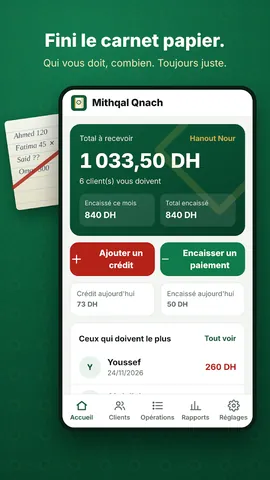 Fini le carnet papier.
Qui vous doit, combien. Toujours juste.
Ahmed 120
Fatima 45 ×
Said ??
Omar 300
Mithqal Qnach
Total à recevoir
Hanout Nour
1 033,50 DH
6 client(s) vous doivent
Encaissé ce mois
840 DH
Total encaissé
840 DH
+ Ajouter un
crédit
− Encaisser un
paiement
Crédit aujourd'hui
73 DH
Encaissé aujourd'hui
50 DH
Ceux qui doivent le plus
Tout voir
Y
Youssef
24/11/2026
260 DH
Accueil
Clients
Opérations
Rapports
Réglages